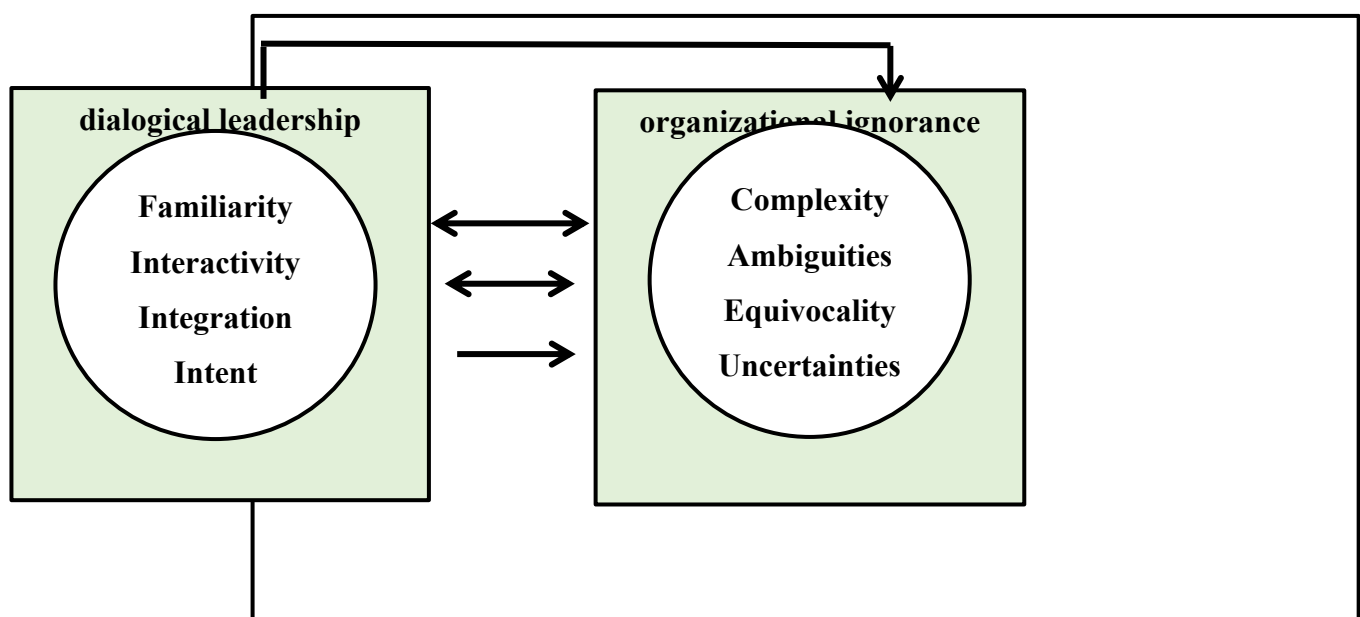 dialogical leadership
Familiarity
Interactivity
Integration
Intent
organizational ignorance
Complexity
Ambiguities
Equivocality
Uncertainties